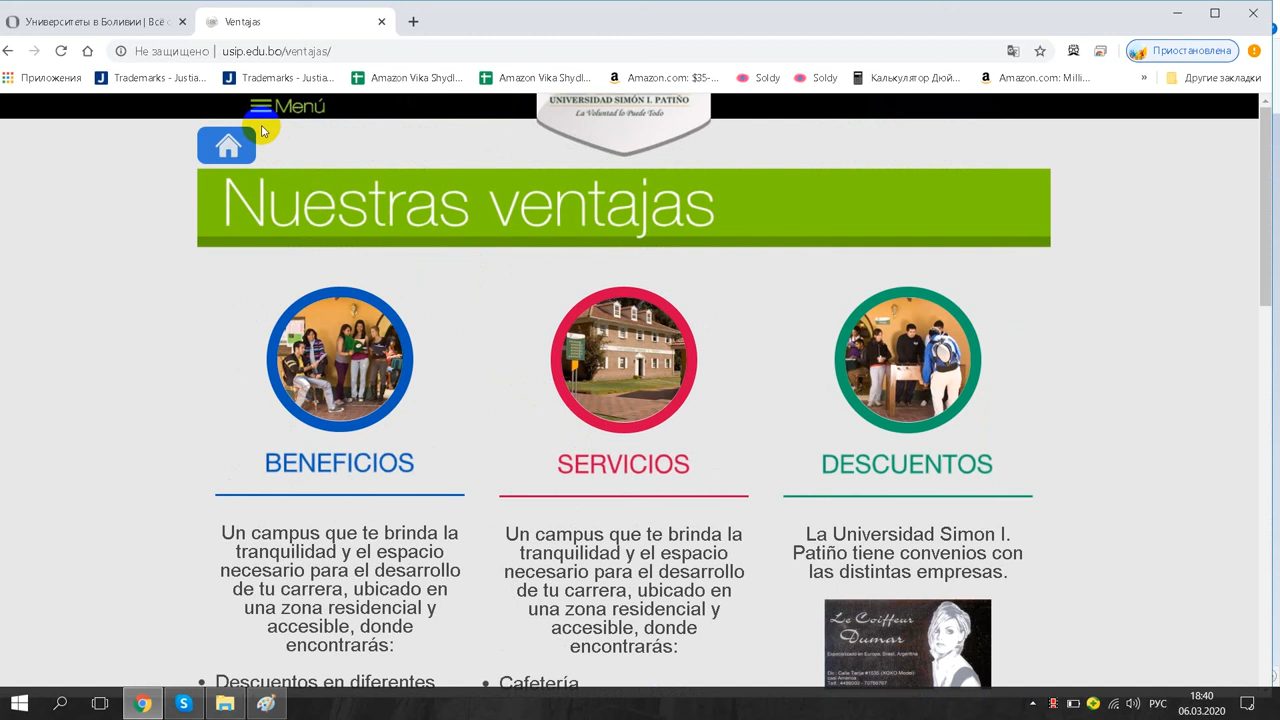 Университеты в Боливии | Всё о
Ventajas
Не защищено
usip.edu.bo/ventajas/
Приостановлена
Приложения
Trademarks - Justia...
Trademarks - Justia...
Amazon Vika Shydl...
Amazon Vika Shydl...
Amazon.com: $35-...
Soldy
Soldy
Калькулятор Дюй...
Amazon.com: Milli...
»
Другие закладки
Menú
UNIVERSIDAD SIMÓN I. PATIÑO
La Voluntad lo Puede Todo
Nuestras ventajas
BENEFICIOS
Un campus que te brinda la
tranquilidad y el espacio
necesario para el desarrollo
de tu carrera, ubicado en
una zona residencial y
accesible, donde
encontrarás:
• Descuentos en diferentes
SERVICIOS
Un campus que te brinda la
tranquilidad y el espacio
necesario para el desarrollo
de tu carrera, ubicado en
una zona residencial y
accesible, donde
encontrarás:
• Cafetería
DESCUENTOS
La Universidad Simon I.
Patiño tiene convenios con
las distintas empresas.
Le Coiffeur
Dumar
Especializado en Europa, Brasil, Argentina
РУС
18:40
06.03.2020